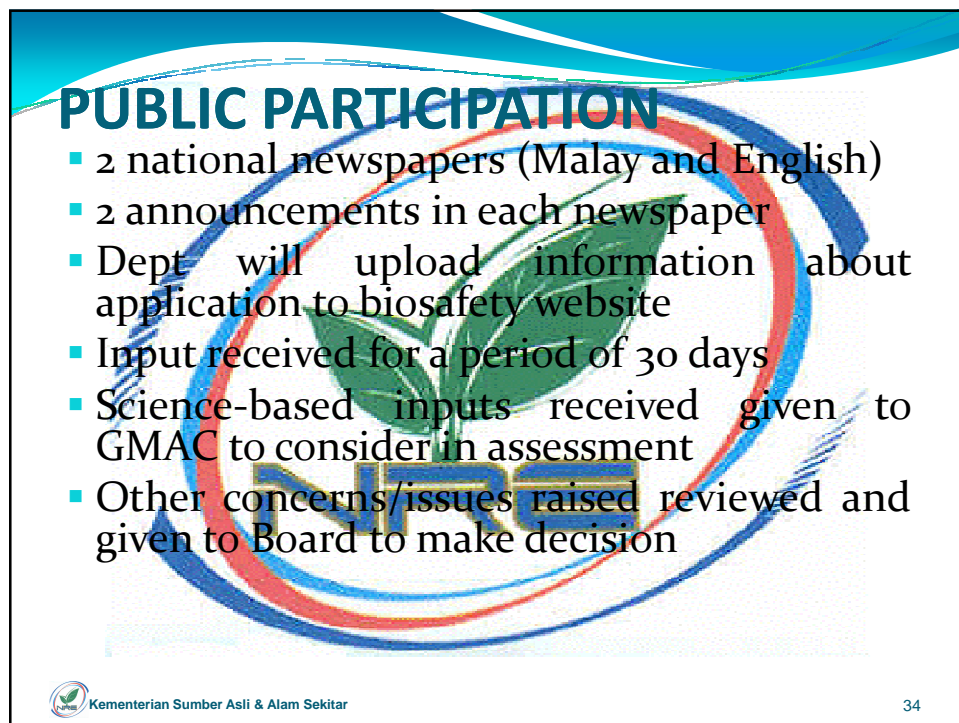 PUBLIC PARTICIPATION
▪ 2 national newspapers (Malay and English)
▪ 2 announcements in each newspaper
▪ Dept will upload information about
application to biosafety website
▪ Input received for a period of 30 days
▪ Science-based inputs received given to
GMAC to consider in assessment
▪ Other concerns/issues raised reviewed and
given to Board to make decision
NRE
NRE
Kementerian Sumber Asli & Alam Sekitar
34